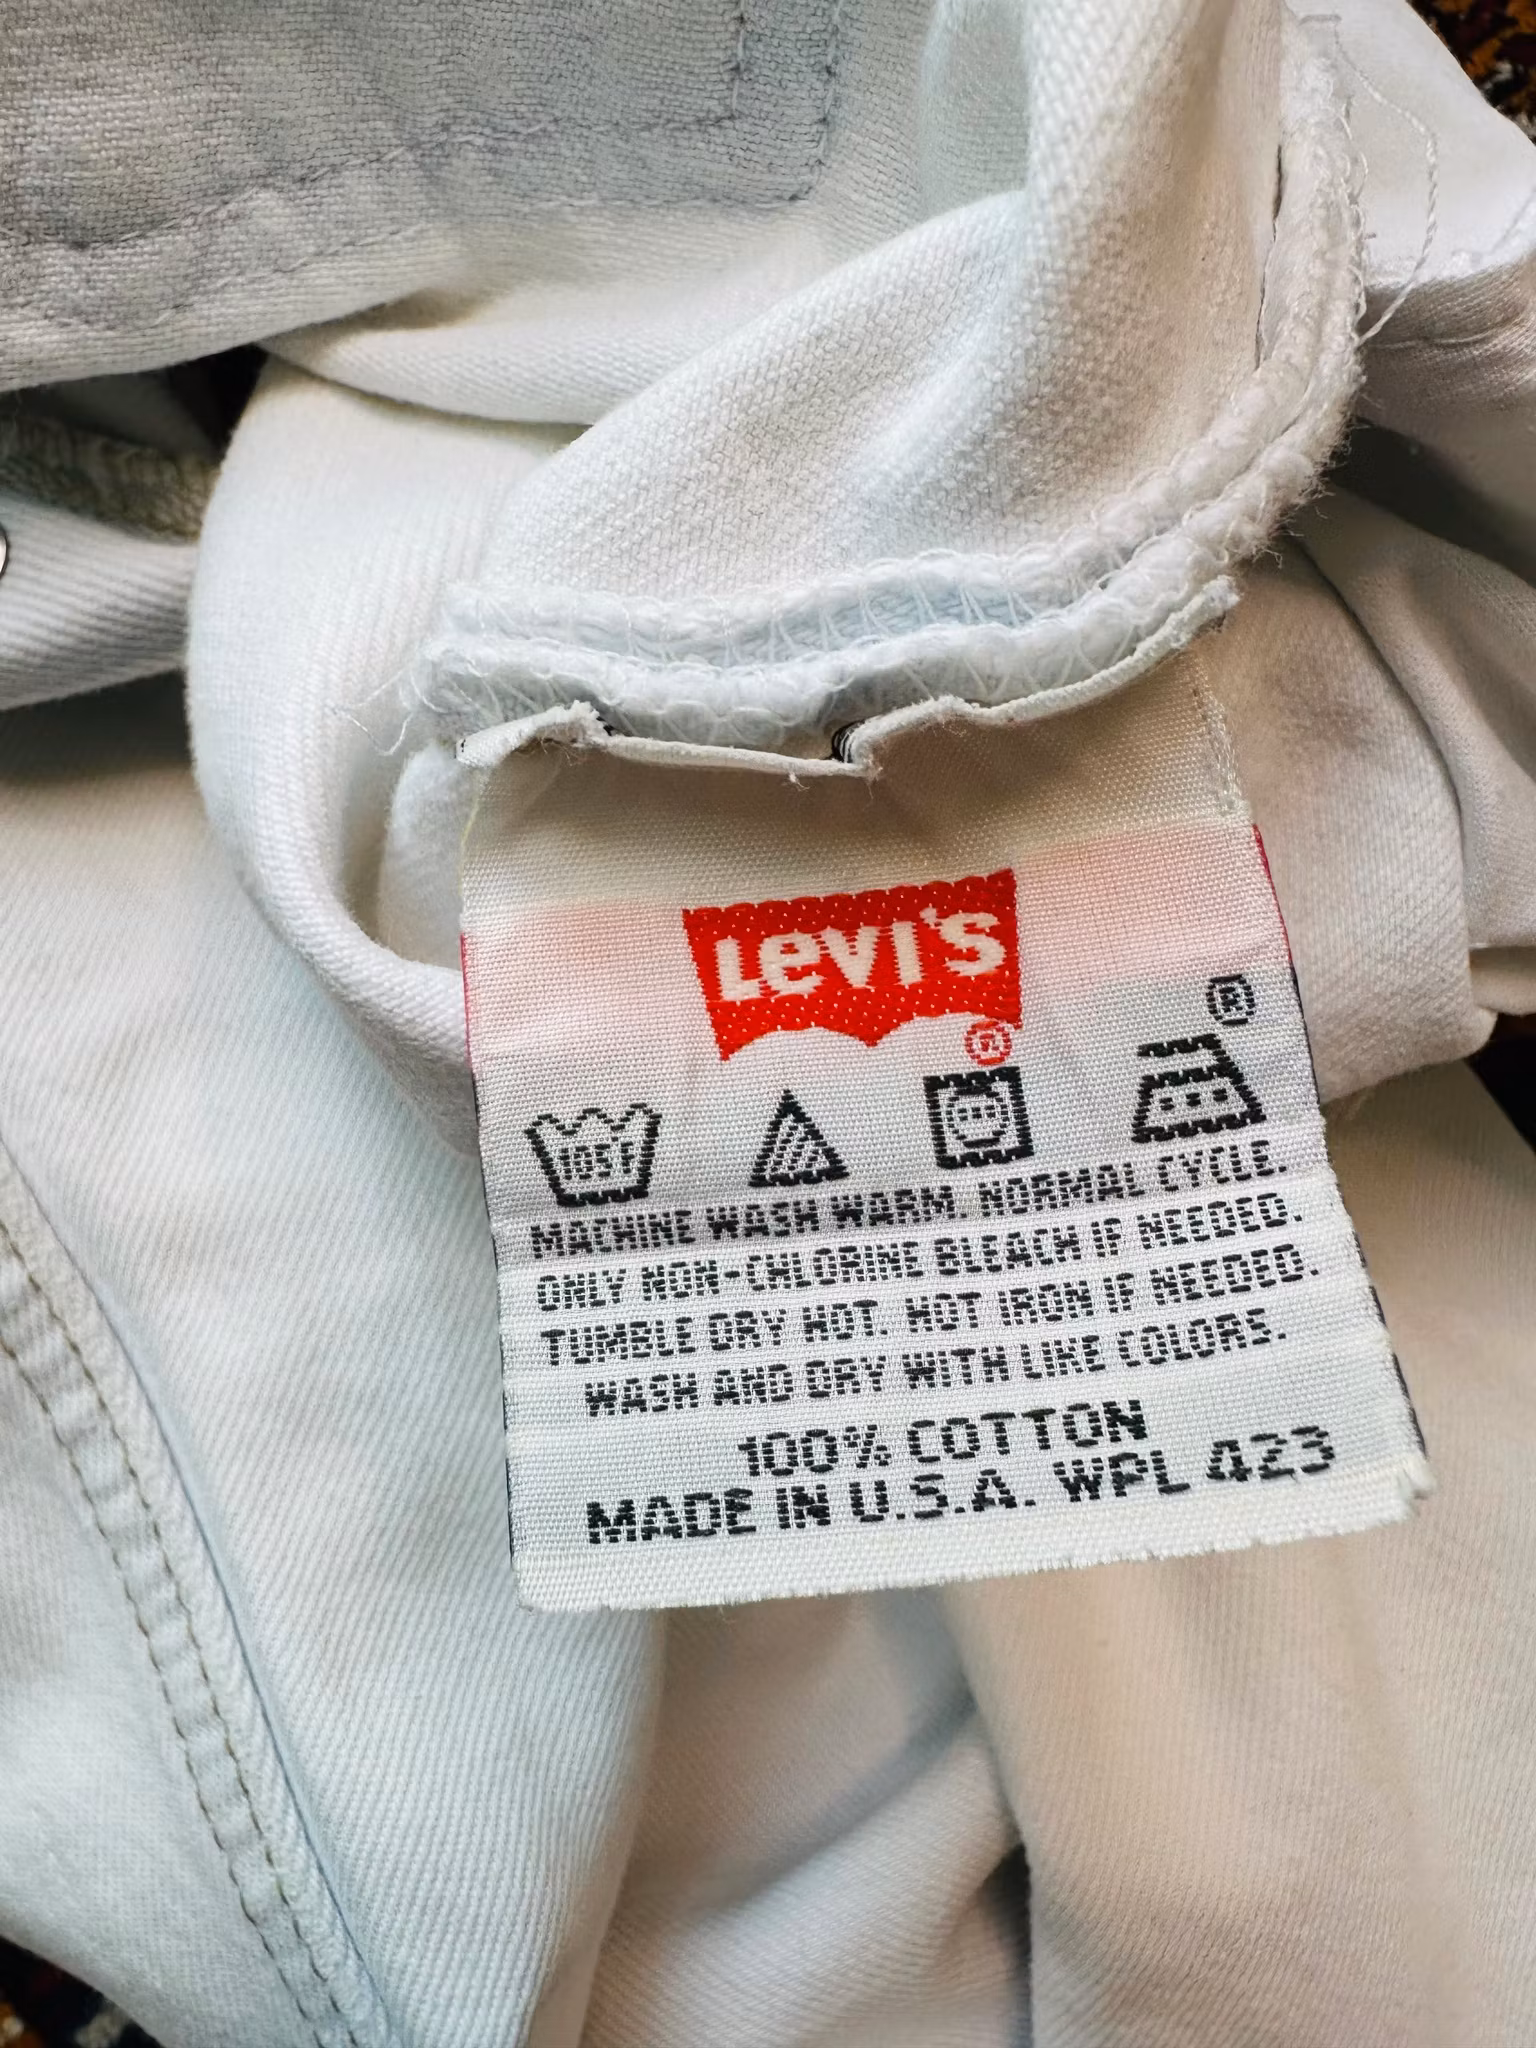 LEVI'S
®
®
105°F
MACHINE WASH WARM. NORMAL CYCLE.
ONLY NON-CHLORINE BLEACH IF NEEDED.
TUMBLE DRY HOT. HOT IRON IF NEEDED.
WASH AND DRY WITH LIKE COLORS.
100% COTTON
MADE IN U.S.A. WPL 423